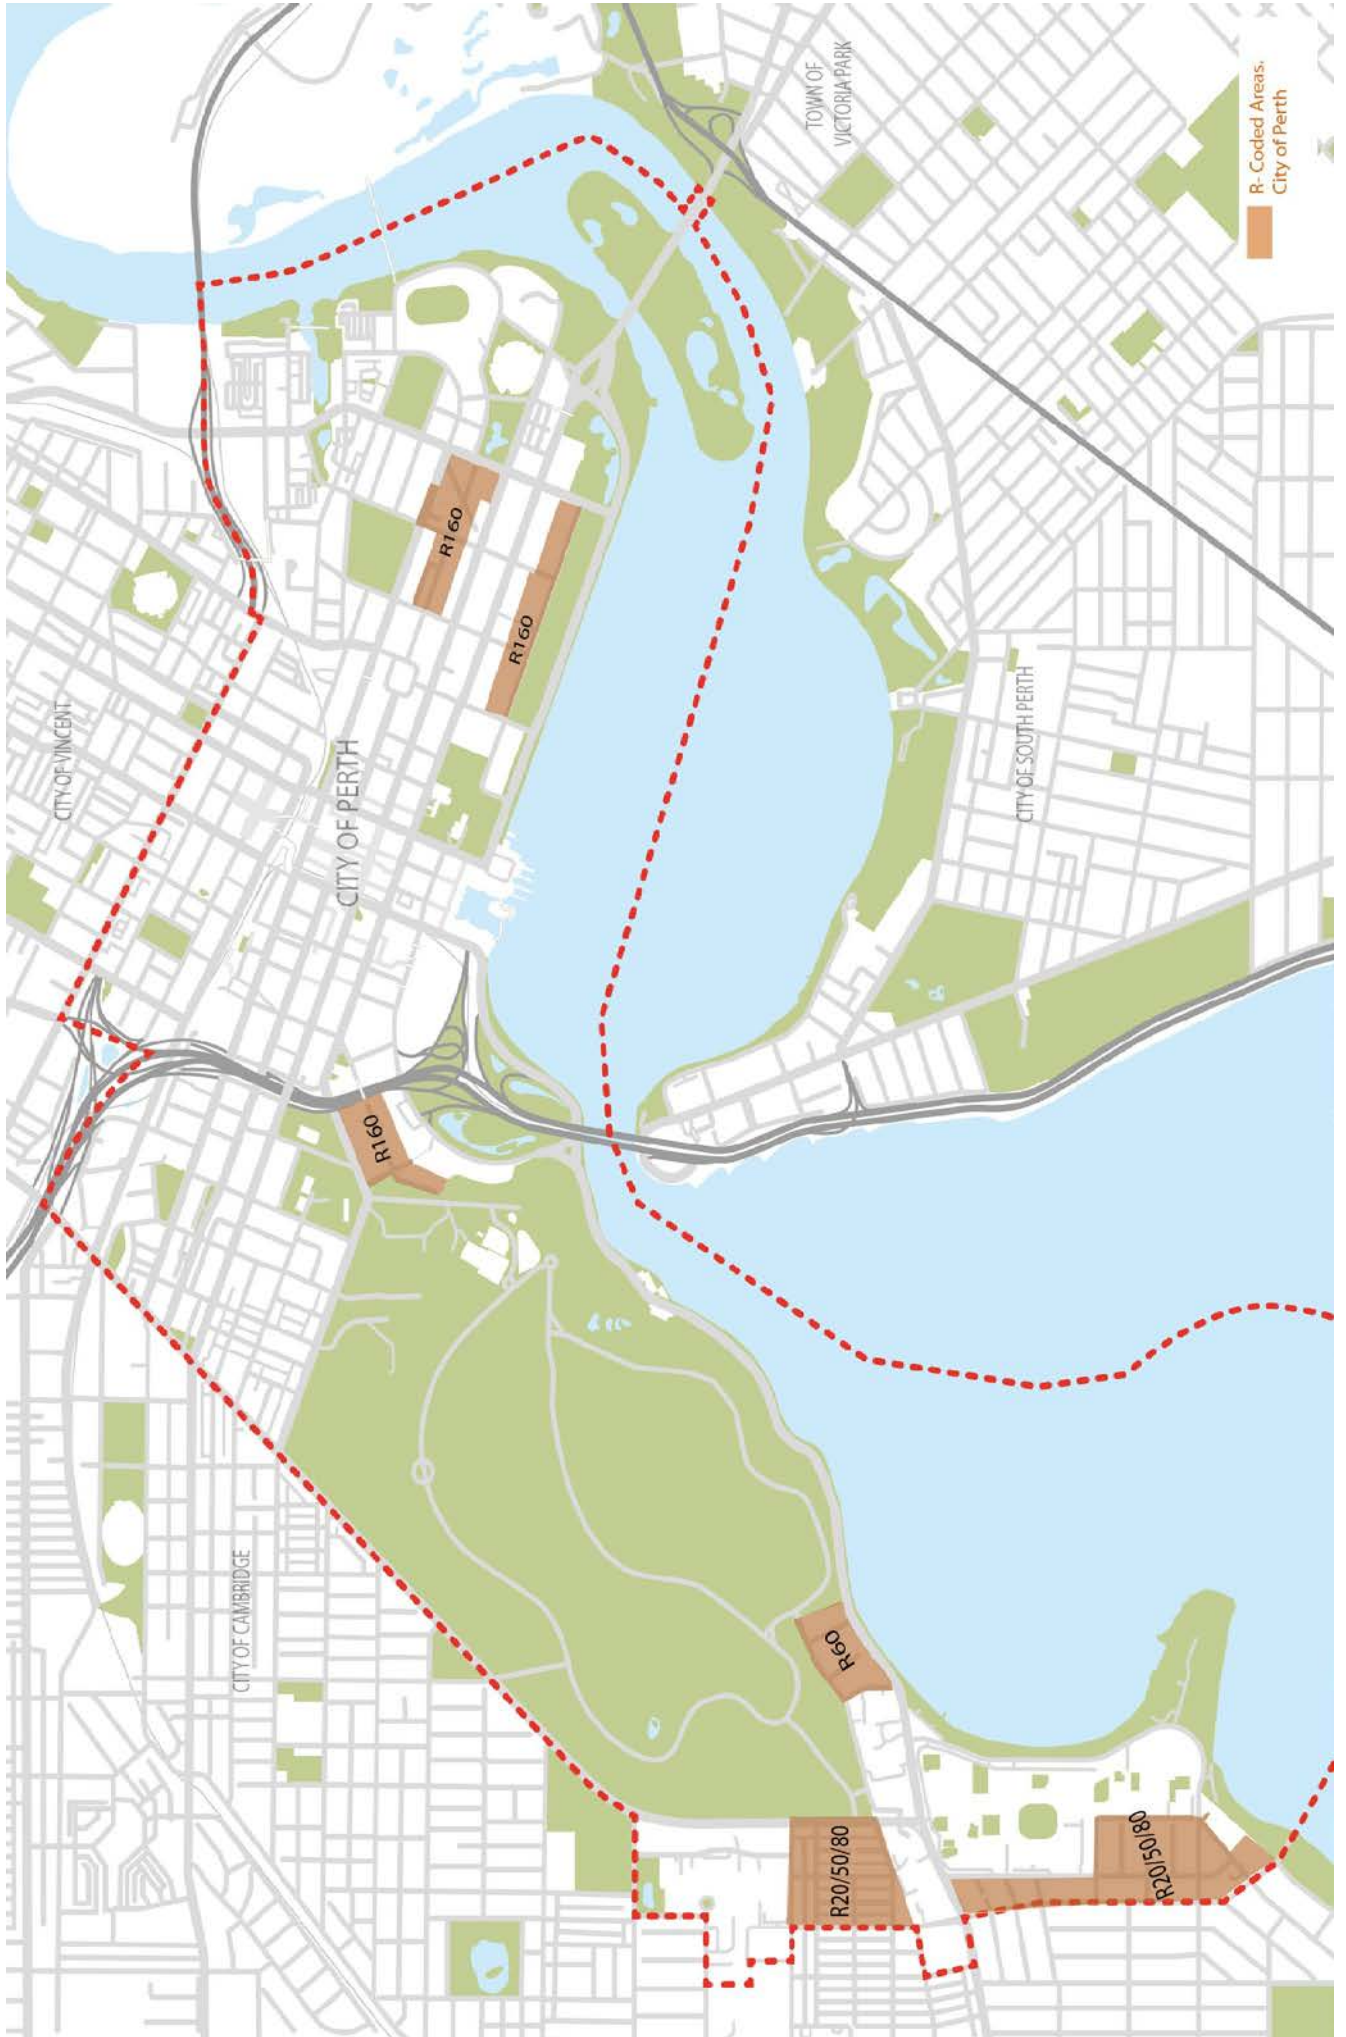 TOWN OF
VICTORIA PARK
R- Coded Areas,
City of Perth
CITY OF VINCENT
R160
R160
CITY OF PERTH
CITY OF SOUTH PERTH
R160
CITY OF CAMBRIDGE
R60
R20/50/80
R20/50/80